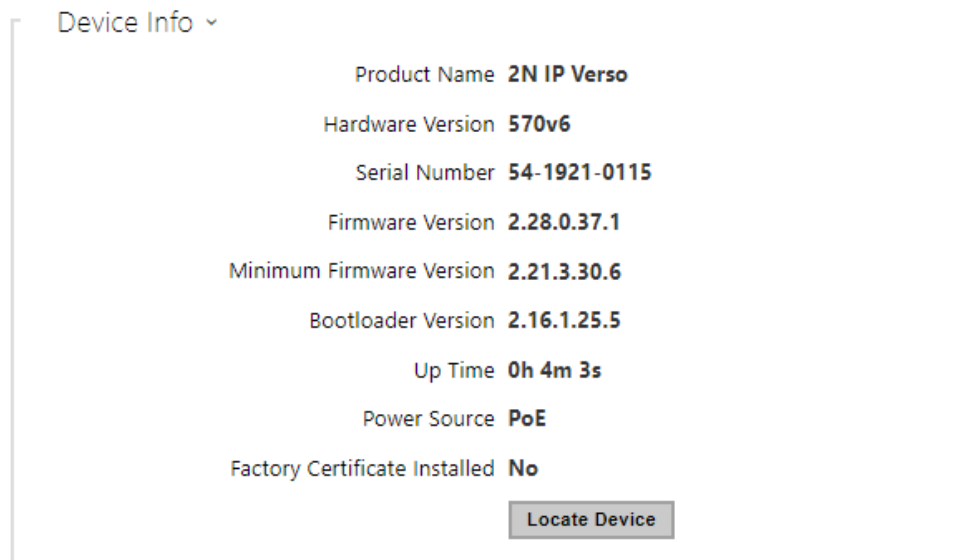 Device Info
Product Name 2N IP Verso
Hardware Version 570v6
Serial Number 54-1921-0115
Firmware Version 2.28.0.37.1
Minimum Firmware Version 2.21.3.30.6
Bootloader Version 2.16.1.25.5
Up Time 0h 4m 3s
Power Source PoE
Factory Certificate Installed No
Locate Device